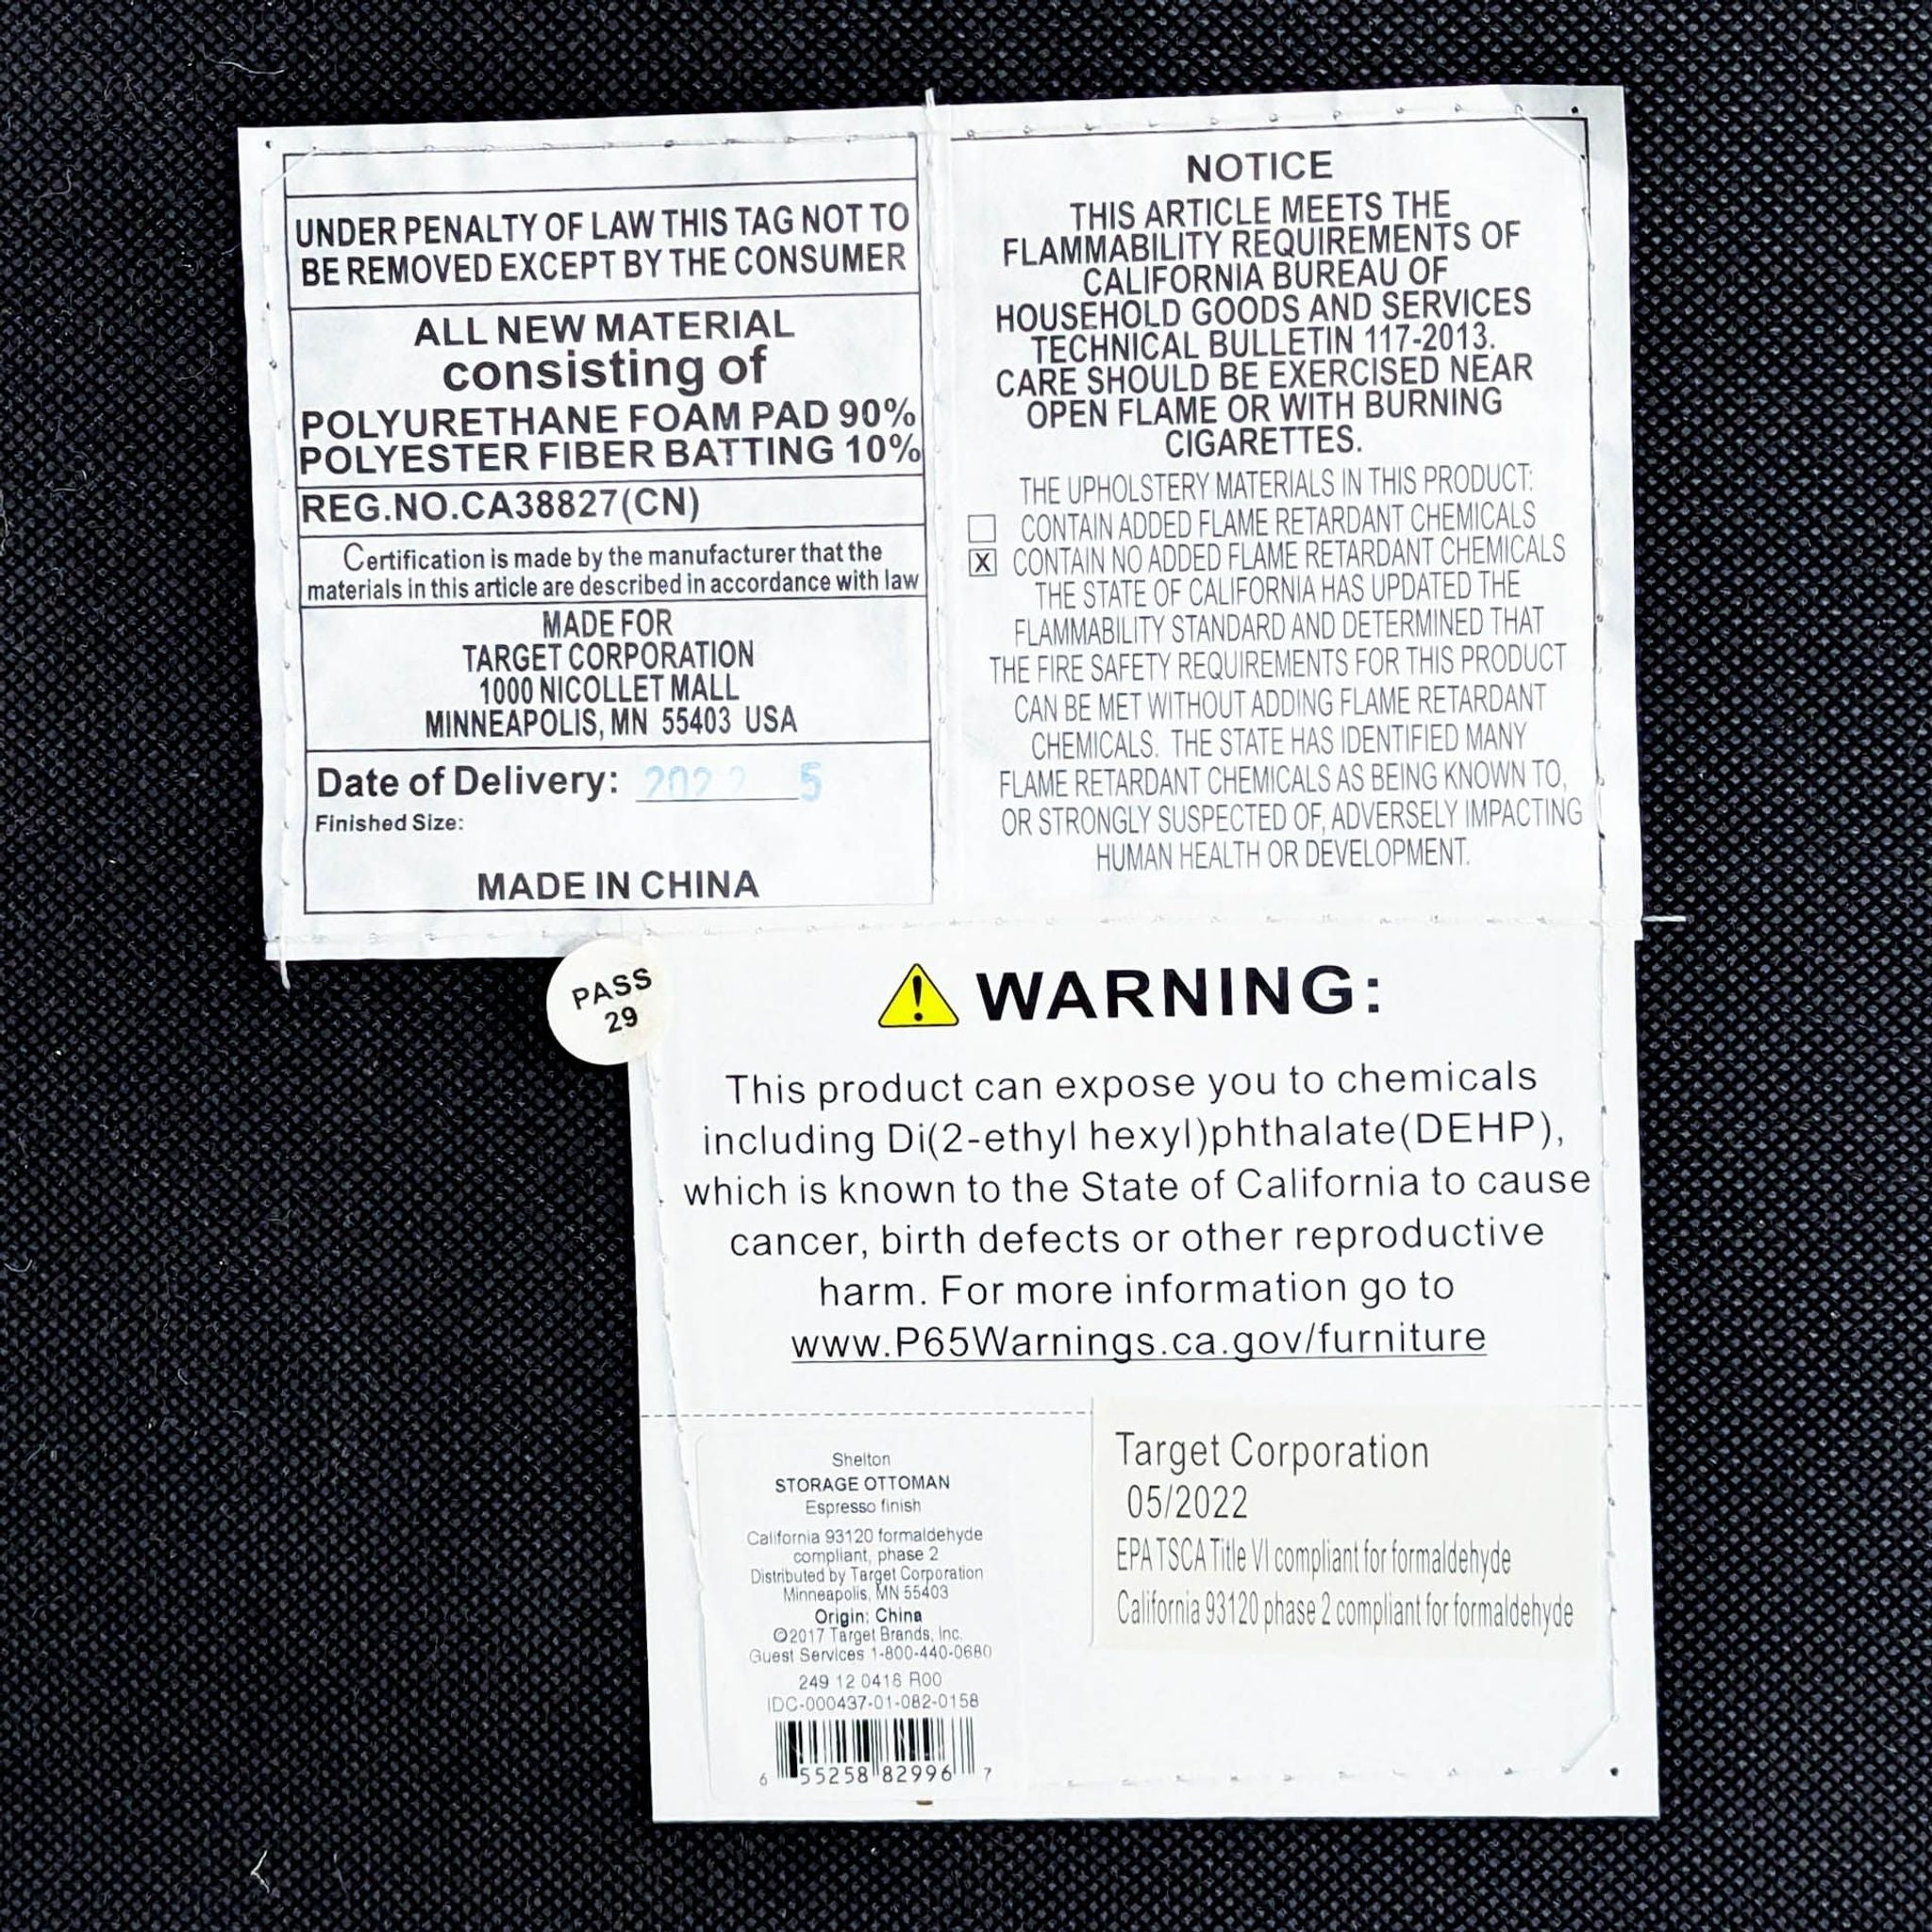 UNDER PENALTY OF LAW THIS TAG NOT TO
BE REMOVED EXCEPT BY THE CONSUMER
ALL NEW MATERIAL
consisting of
POLYURETHANE FOAM PAD 90%
POLYESTER FIBER BATTING 10%
REG.NO.CA38827(CN)
Certification is made by the manufacturer that the
materials in this article are described in accordance with law
MADE FOR
TARGET CORPORATION
1000 NICOLLET MALL
MINNEAPOLIS, MN 55403 USA
Date of Delivery: 2022 5
Finished Size:
MADE IN CHINA
NOTICE
THIS ARTICLE MEETS THE
FLAMMABILITY REQUIREMENTS OF
CALIFORNIA BUREAU OF
HOUSEHOLD GOODS AND SERVICES
TECHNICAL BULLETIN 117-2013.
CARE SHOULD BE EXERCISED NEAR
OPEN FLAME OR WITH BURNING
CIGARETTES.
THE UPHOLSTERY MATERIALS IN THIS PRODUCT:
CONTAIN ADDED FLAME RETARDANT CHEMICALS
X CONTAIN NO ADDED FLAME RETARDANT CHEMICALS
THE STATE OF CALIFORNIA HAS UPDATED THE
FLAMMABILITY STANDARD AND DETERMINED THAT
THE FIRE SAFETY REQUIREMENTS FOR THIS PRODUCT
CAN BE MET WITHOUT ADDING FLAME RETARDANT
CHEMICALS. THE STATE HAS IDENTIFIED MANY
FLAME RETARDANT CHEMICALS AS BEING KNOWN TO,
OR STRONGLY SUSPECTED OF, ADVERSELY IMPACTING
HUMAN HEALTH OR DEVELOPMENT.
PASS
29
WARNING:
This product can expose you to chemicals
including Di(2-ethyl hexyl)phthalate(DEHP),
which is known to the State of California to cause
cancer, birth defects or other reproductive
harm. For more information go to
www.P65Warnings.ca.gov/furniture
Shelton
STORAGE OTTOMAN
Espresso finish
California 93120 formaldehyde
compliant, phase 2
Distributed by Target Corporation
Minneapolis, MN 55403
Origin: China
©2017 Target Brands, Inc.
Guest Services 1-800-440-0680
249 12 0416 R00
IDC-000437-01-082-0158
6 55258 82996 7
Target Corporation
05/2022
EPA TSCA Title VI compliant for formaldehyde
California 93120 phase 2 compliant for formaldehyde